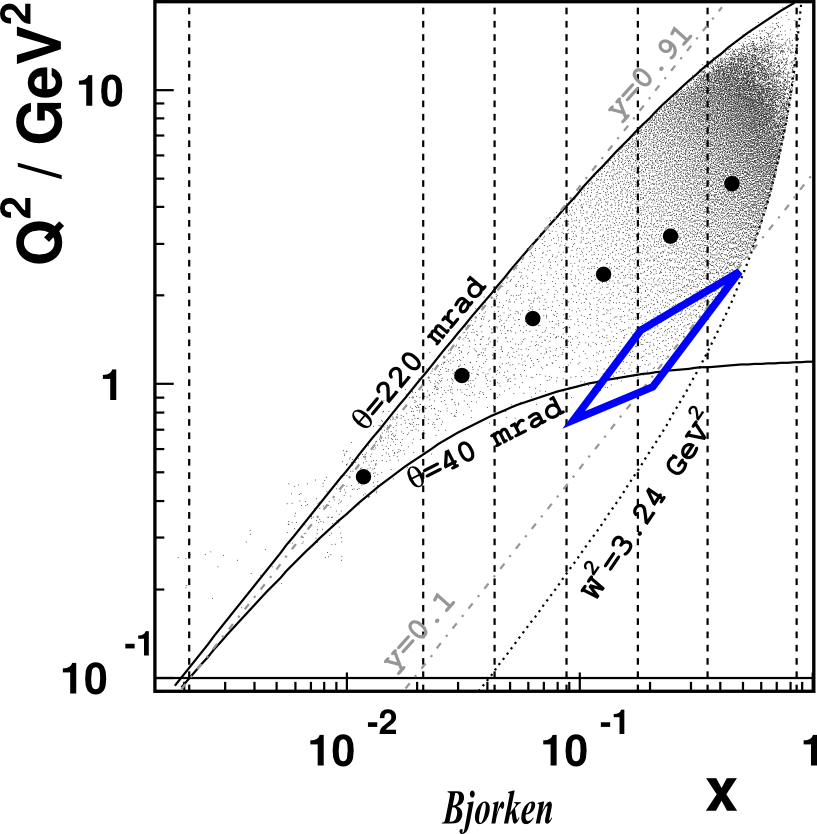 Q² / GeV²
10
y=0.91
θ=220 mrad
1
θ=40 mrad
W²=3.24 GeV²
y=0.1
10⁻¹
10⁻²
10⁻¹
1
Bjorken x